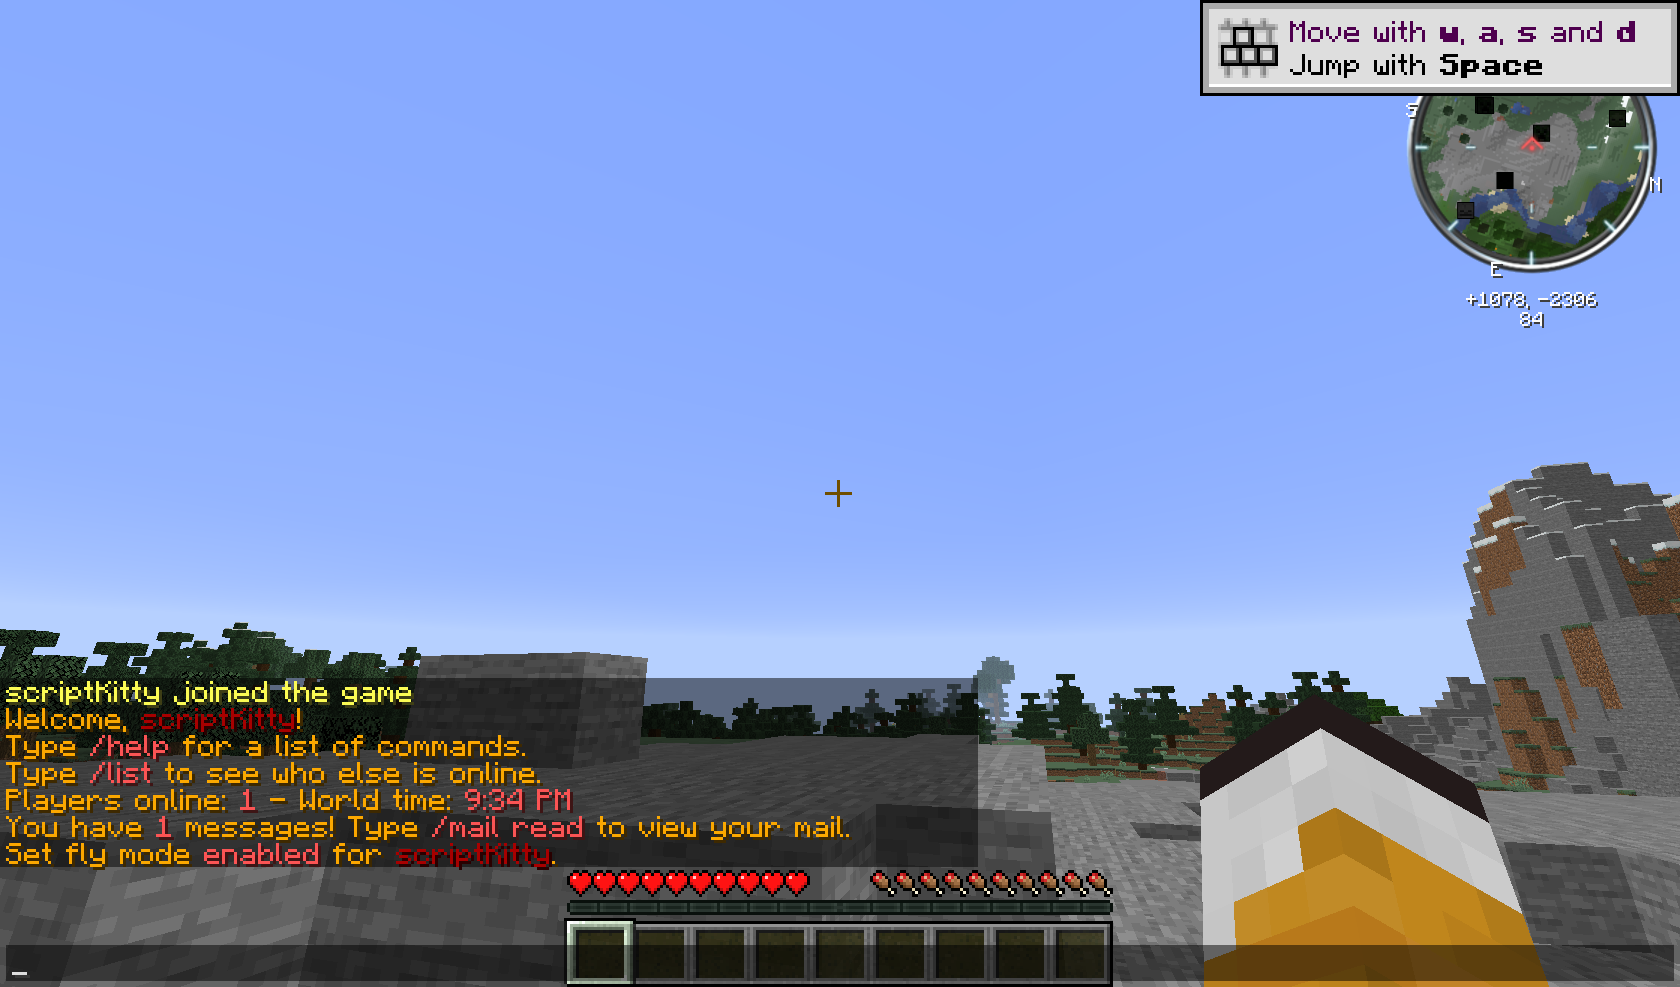 Move with w, a, s and d
Jump with Space
S
N
E
+1078, -2306
84
scriptKitty joined the game
Welcome, scriptKitty!
Type /help for a list of commands.
Type /list to see who else is online.
Players online: 1 - World time: 9:34 PM
You have 1 messages! Type /mail read to view your mail.
Set fly mode enabled for scriptKitty.
_